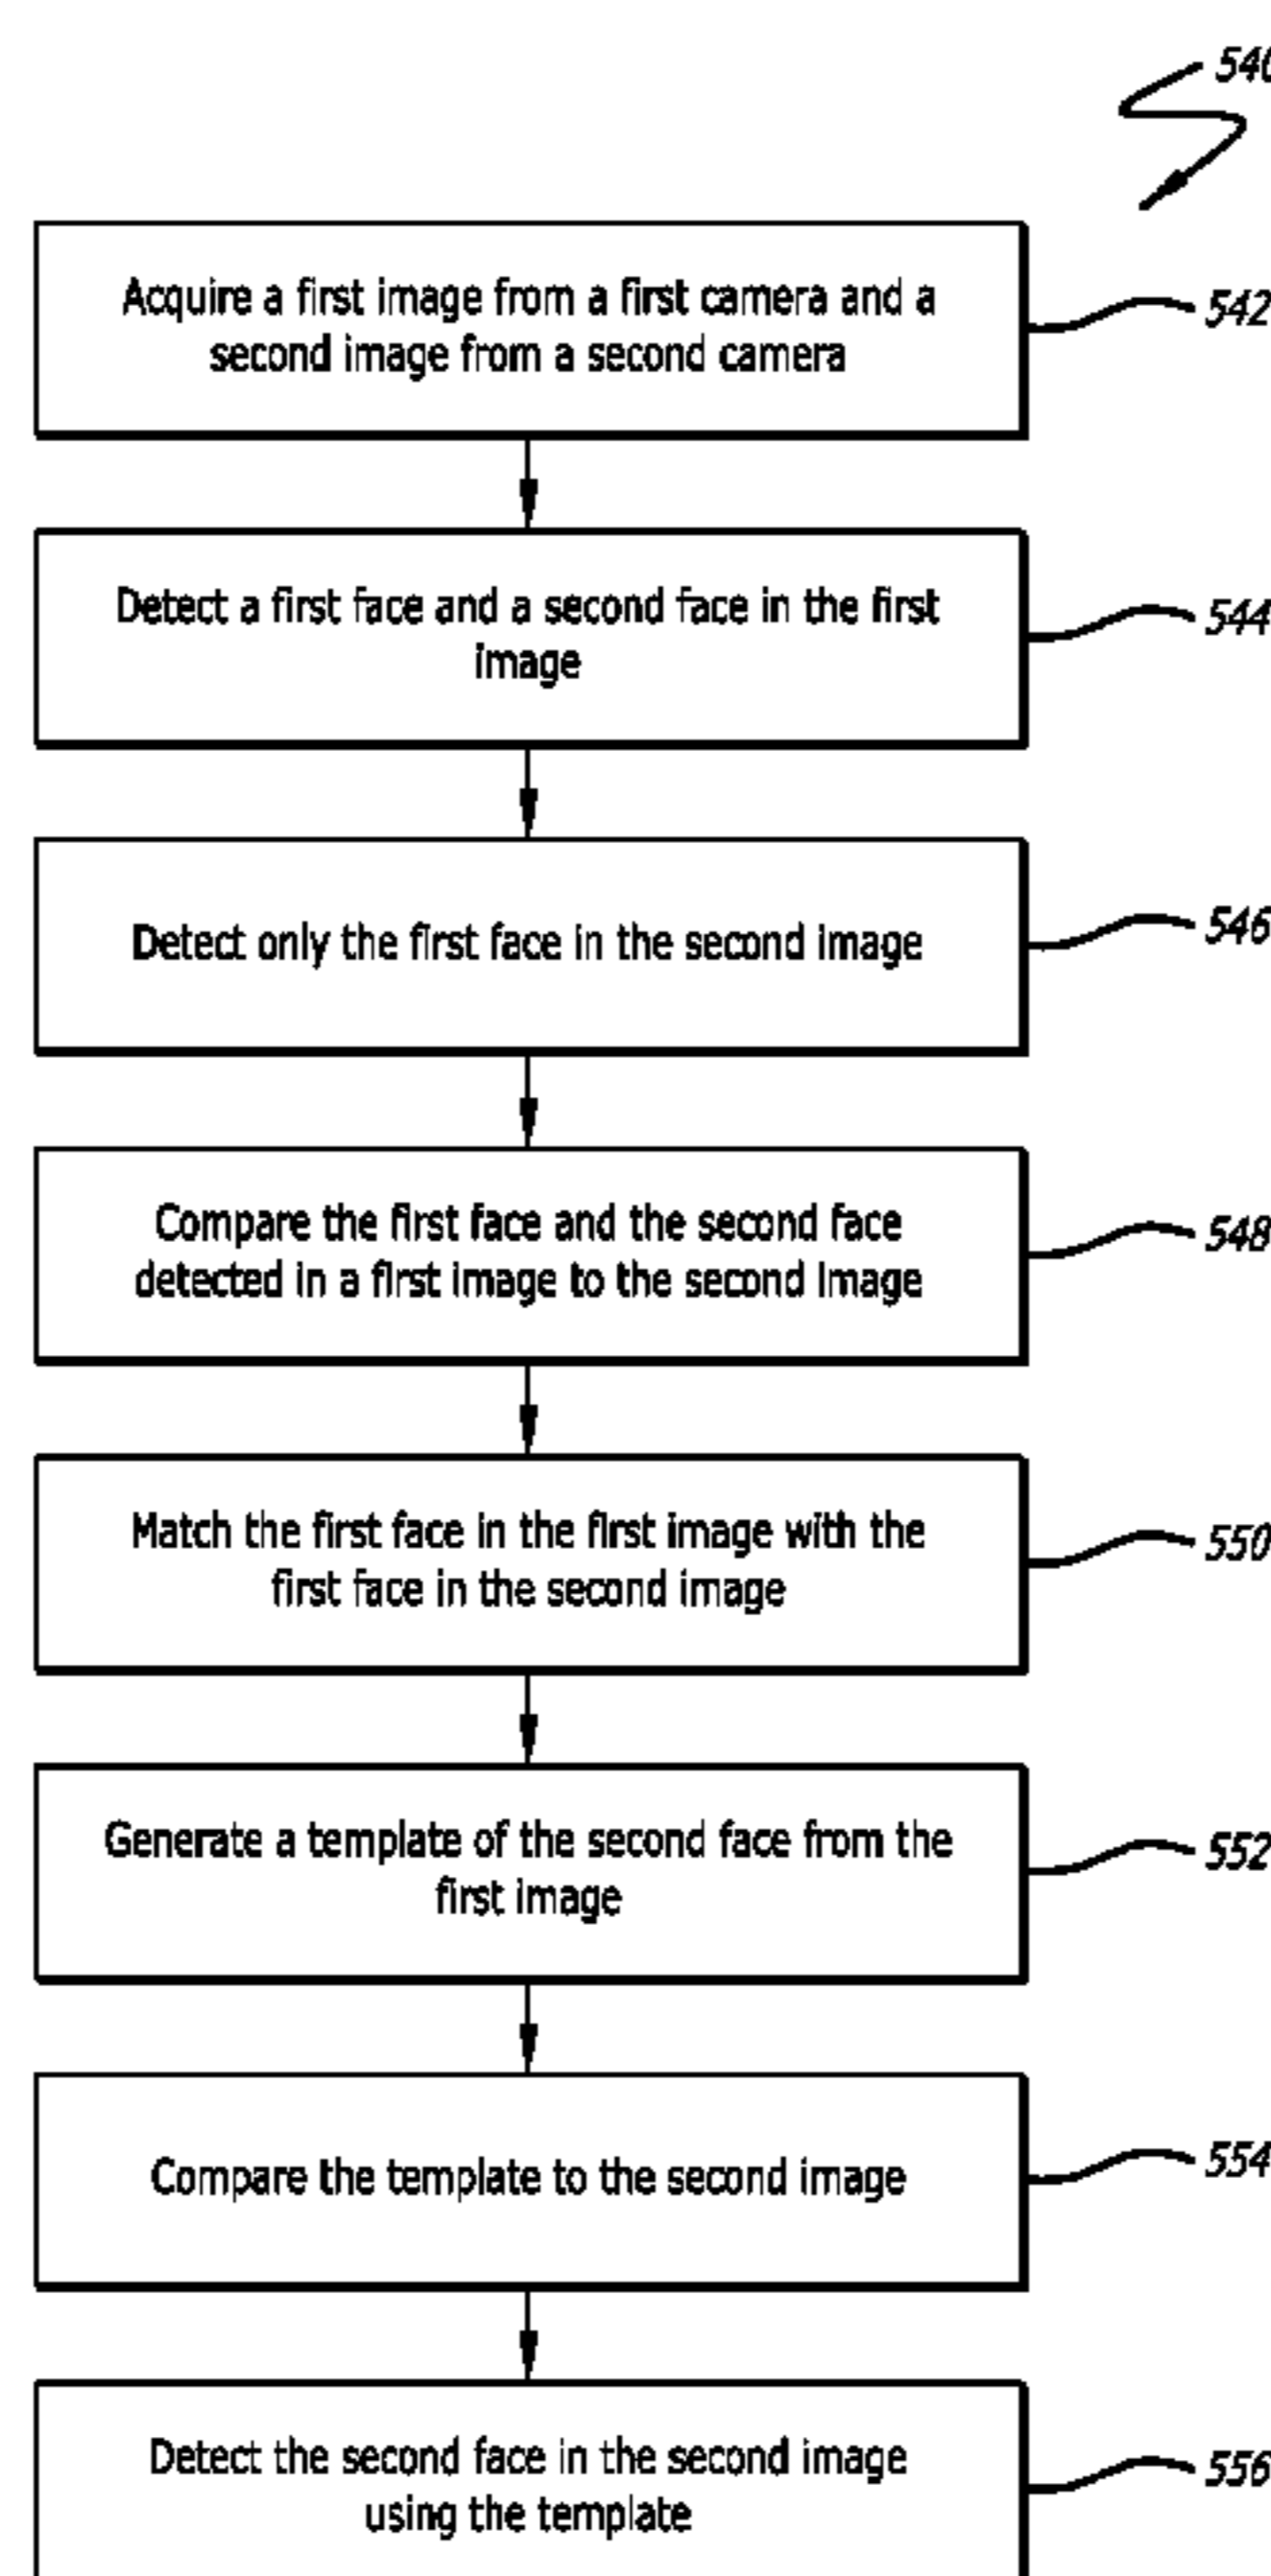 540
Acquire a first image from a first camera and a
second image from a second camera
542
Detect a first face and a second face in the first
image
544
Detect only the first face in the second image
546
Compare the first face and the second face
detected in a first image to the second image
548
Match the first face in the first image with the
first face in the second image
550
Generate a template of the second face from the
first image
552
Compare the template to the second image
554
Detect the second face in the second image
using the template
556